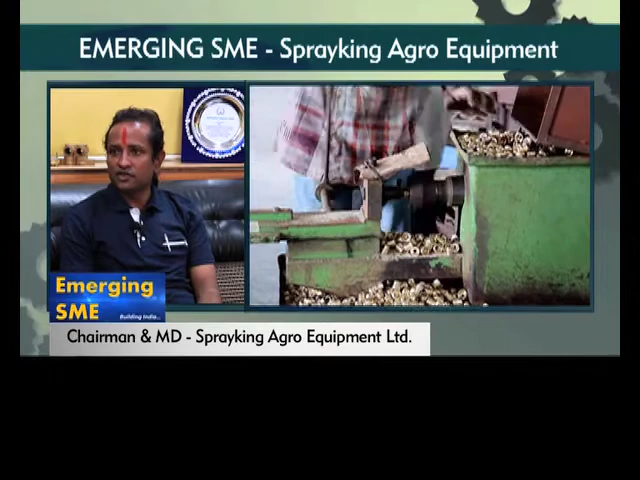 EMERGING SME - Sprayking Agro Equipment
Emerging
SME
Building India...
Chairman & MD - Sprayking Agro Equipment Ltd.